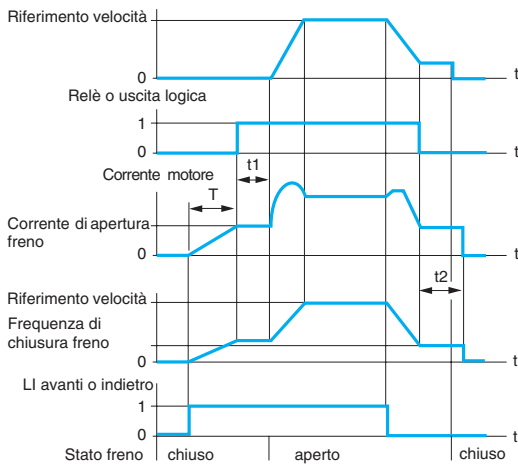 Riferimento velocità
0
t
Relè o uscita logica
1
0
t
t1
Corrente motore
T
Corrente di apertura
freno
0
t
t2
Riferimento velocità
Frequenza di
chiusura freno
0
t
LI avanti o indietro
1
0
t
Stato freno chiuso aperto chiuso